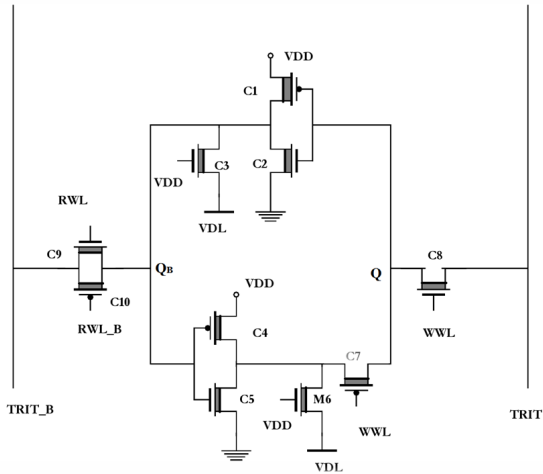 VDD
C1
C3
C2
VDD
VDL
RWL
C9
C10
RWL_B
QB
Q
C8
WWL
VDD
C4
C7
C5
M6
VDD
WWL
VDL
TRIT_B
TRIT